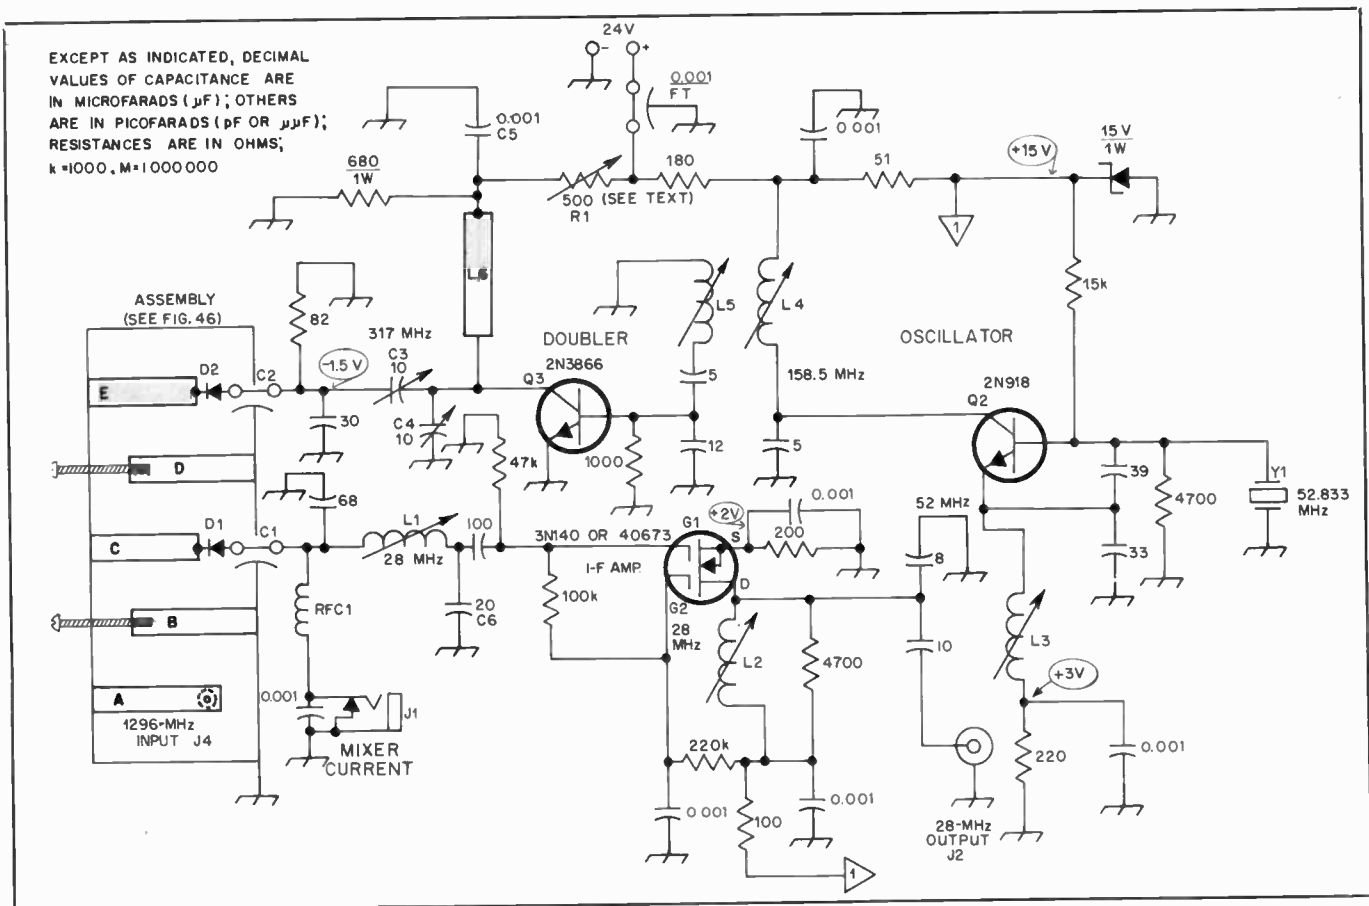 EXCEPT AS INDICATED, DECIMAL
VALUES OF CAPACITANCE ARE
IN MICROFARADS (µF); OTHERS
ARE IN PICOFARADS (pF OR µµF);
RESISTANCES ARE IN OHMS;
k=1000, M=1000000
24V
-
+
0.001
FT
0.001
C5
0.001
+15 V
15 V
1W
680
1W
500
R1
(SEE TEXT)
180
51
1
L6
ASSEMBLY
(SEE FIG. 46)
82
317 MHz
DOUBLER
L5
L4
OSCILLATOR
15k
D2
C2
-1.5 V
C3
10
Q3
2N3866
5
158.5 MHz
Q2
2N918
E
30
C4
10
12
5
39
4700
Y1
52.833
MHz
D
47k
1000
68
0.001
52 MHz
D1
C1
L1
28 MHz
100
3N140 OR 40673
G1
+2V
S
200
C
I-F AMP.
D
8
33
RFC1
20
C6
100k
G2
28
MHz
B
L2
4700
10
L3
+3V
A
1296-MHz
INPUT J4
0.001
J1
MIXER
CURRENT
220k
220
0.001
0.001
100
0.001
28-MHz
OUTPUT
J2
1